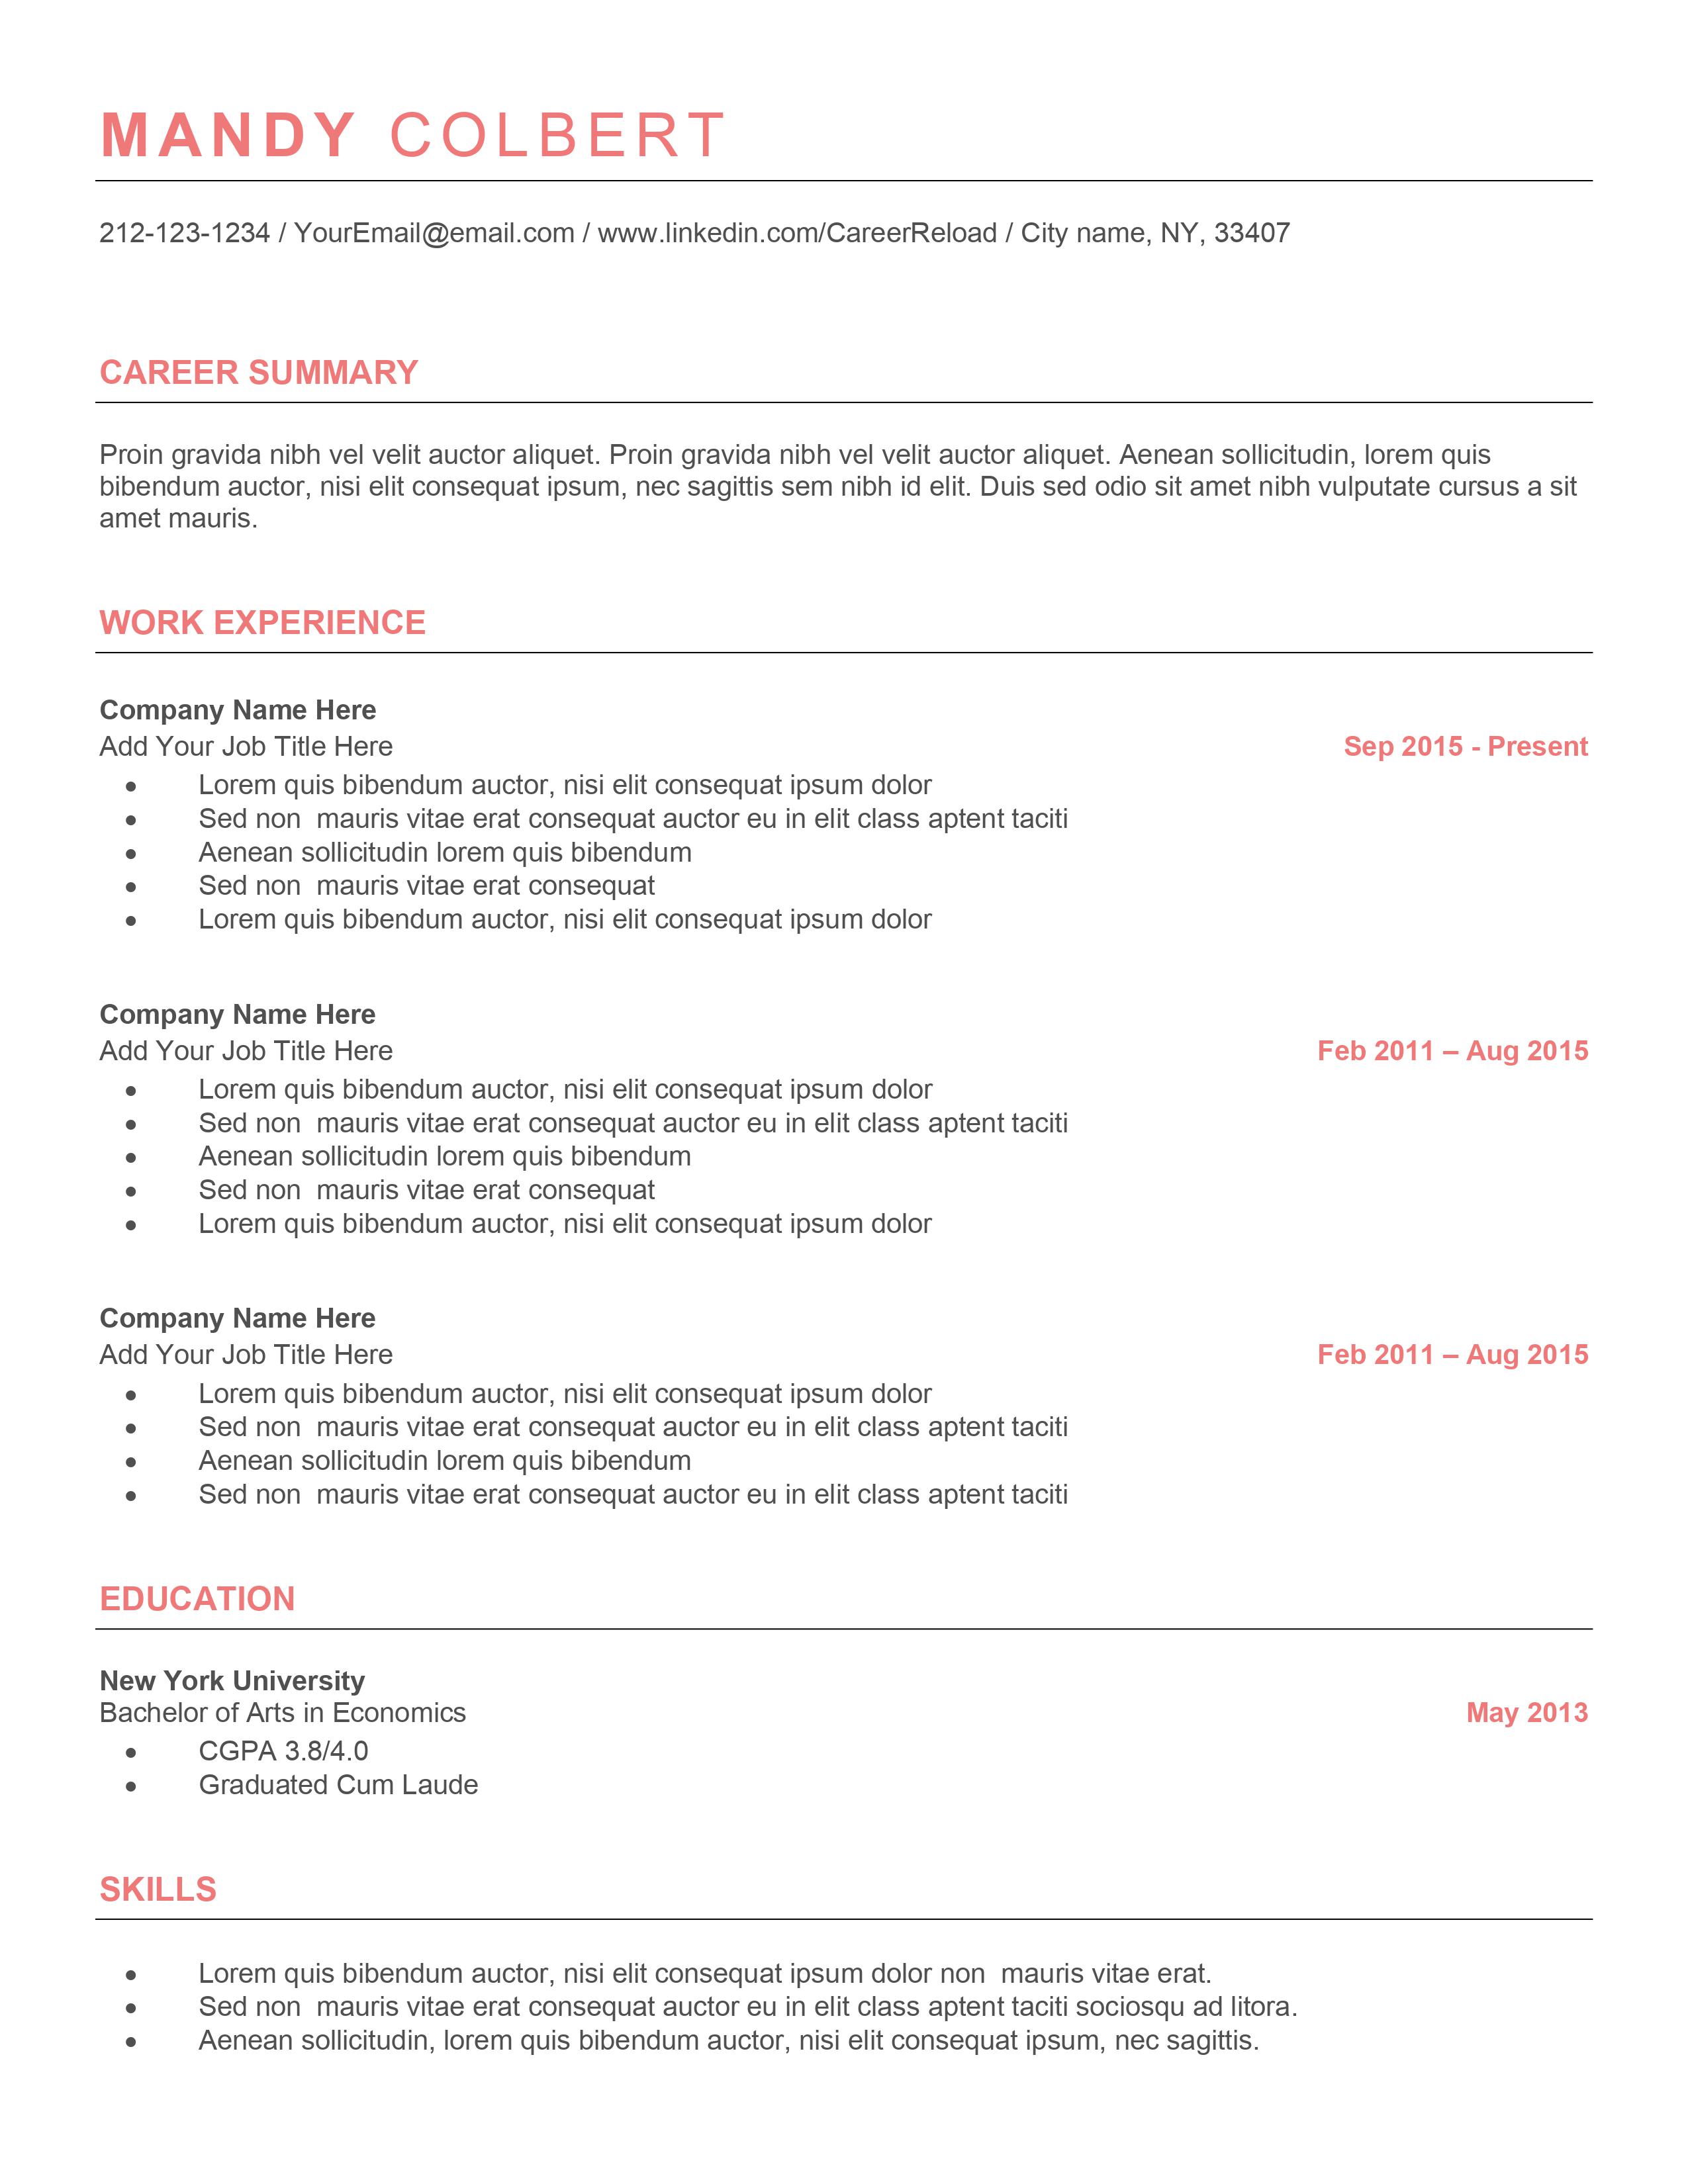 MANDY COLBERT
212-123-1234 / YourEmail@email.com / www.linkedin.com/CareerReload / City name, NY, 33407
CAREER SUMMARY
Proin gravida nibh vel velit auctor aliquet. Proin gravida nibh vel velit auctor aliquet. Aenean sollicitudin, lorem quis
bibendum auctor, nisi elit consequat ipsum, nec sagittis sem nibh id elit. Duis sed odio sit amet nibh vulputate cursus a sit
amet mauris.
WORK EXPERIENCE
Company Name Here
Add Your Job Title Here Sep 2015 - Present
• Lorem quis bibendum auctor, nisi elit consequat ipsum dolor
• Sed non  mauris vitae erat consequat auctor eu in elit class aptent taciti
• Aenean sollicitudin lorem quis bibendum
• Sed non  mauris vitae erat consequat
• Lorem quis bibendum auctor, nisi elit consequat ipsum dolor
Company Name Here
Add Your Job Title Here Feb 2011 – Aug 2015
• Lorem quis bibendum auctor, nisi elit consequat ipsum dolor
• Sed non  mauris vitae erat consequat auctor eu in elit class aptent taciti
• Aenean sollicitudin lorem quis bibendum
• Sed non  mauris vitae erat consequat
• Lorem quis bibendum auctor, nisi elit consequat ipsum dolor
Company Name Here
Add Your Job Title Here Feb 2011 – Aug 2015
• Lorem quis bibendum auctor, nisi elit consequat ipsum dolor
• Sed non  mauris vitae erat consequat auctor eu in elit class aptent taciti
• Aenean sollicitudin lorem quis bibendum
• Sed non  mauris vitae erat consequat auctor eu in elit class aptent taciti
EDUCATION
New York University
Bachelor of Arts in Economics May 2013
• CGPA 3.8/4.0
• Graduated Cum Laude
SKILLS
• Lorem quis bibendum auctor, nisi elit consequat ipsum dolor non  mauris vitae erat.
• Sed non  mauris vitae erat consequat auctor eu in elit class aptent taciti sociosqu ad litora.
• Aenean sollicitudin, lorem quis bibendum auctor, nisi elit consequat ipsum, nec sagittis.